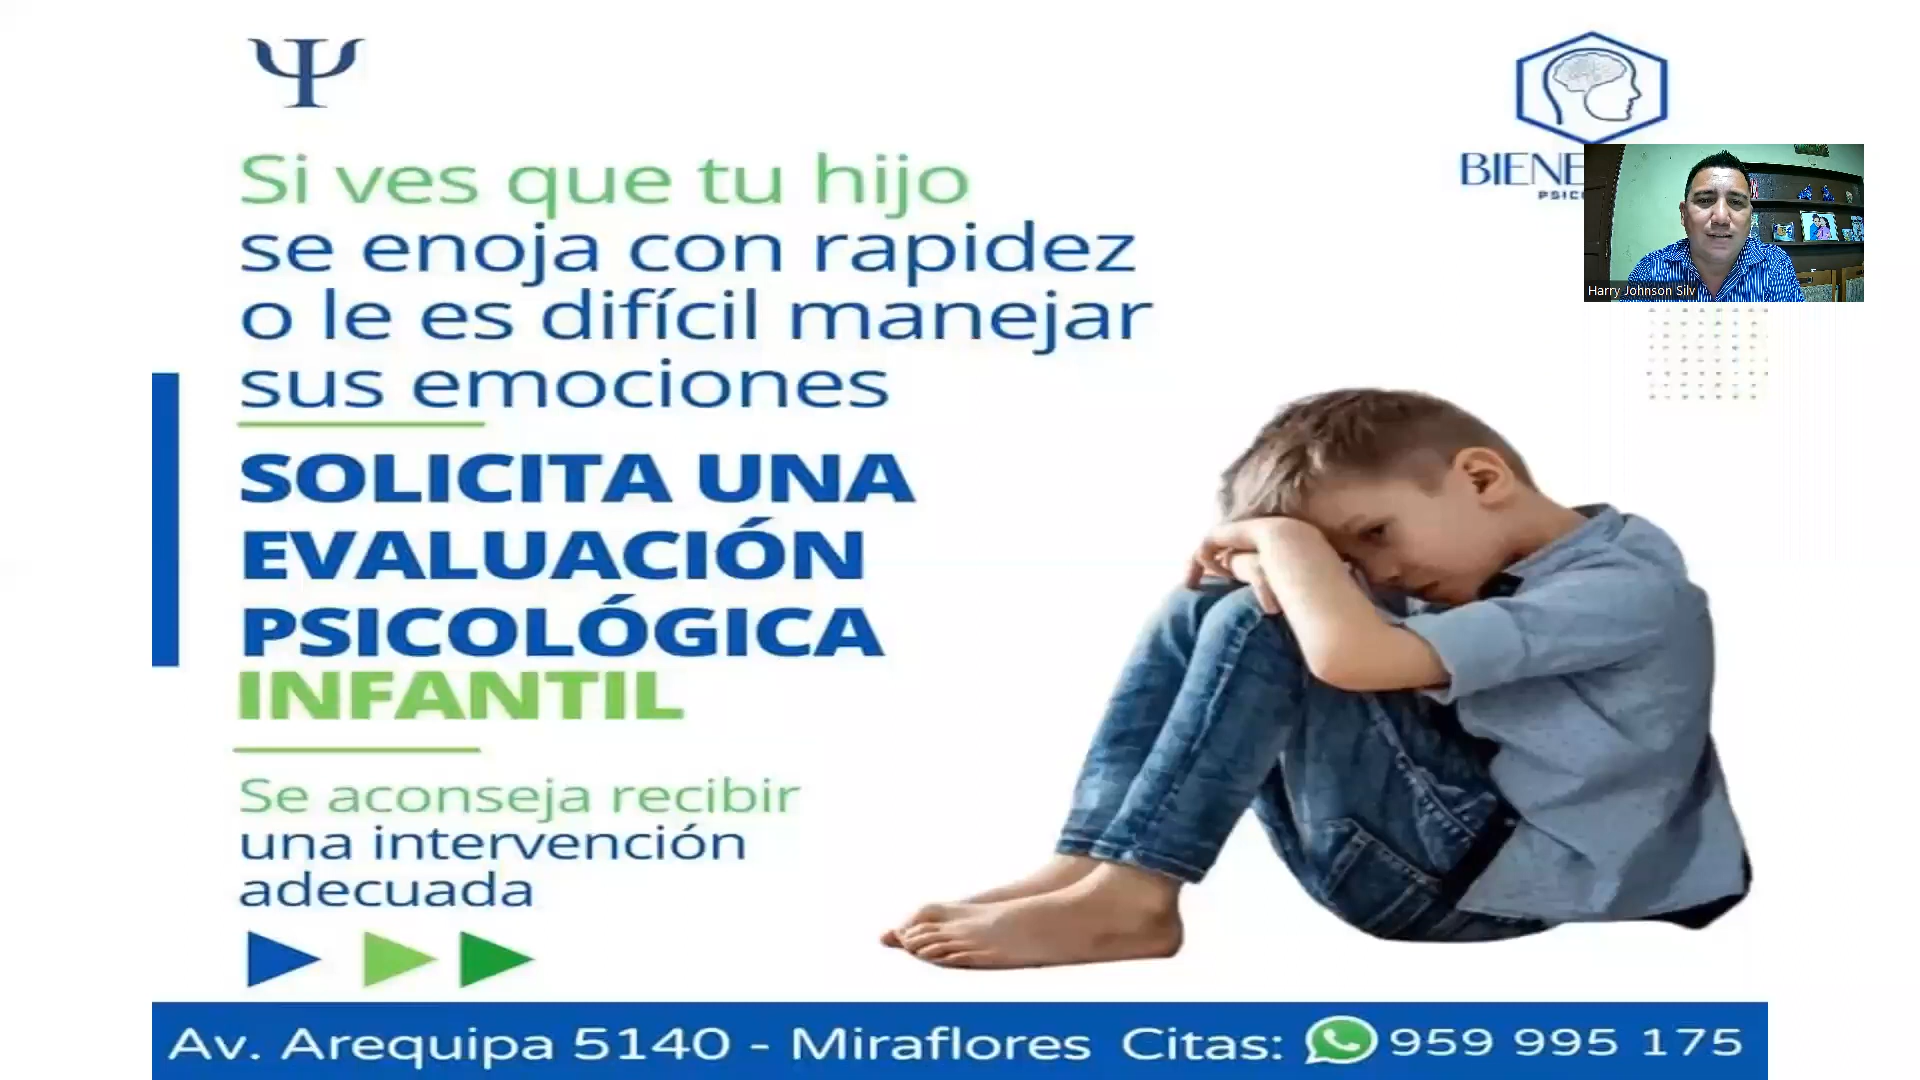 Ψ
Si ves que tu hijo
se enoja con rapidez
o le es difícil manejar
sus emociones
SOLICITA UNA
EVALUACIÓN
PSICOLÓGICA
INFANTIL
Se aconseja recibir
una intervención
adecuada
Harry Johnson Silv
Av. Arequipa 5140 - Miraflores Citas: 959 995 175